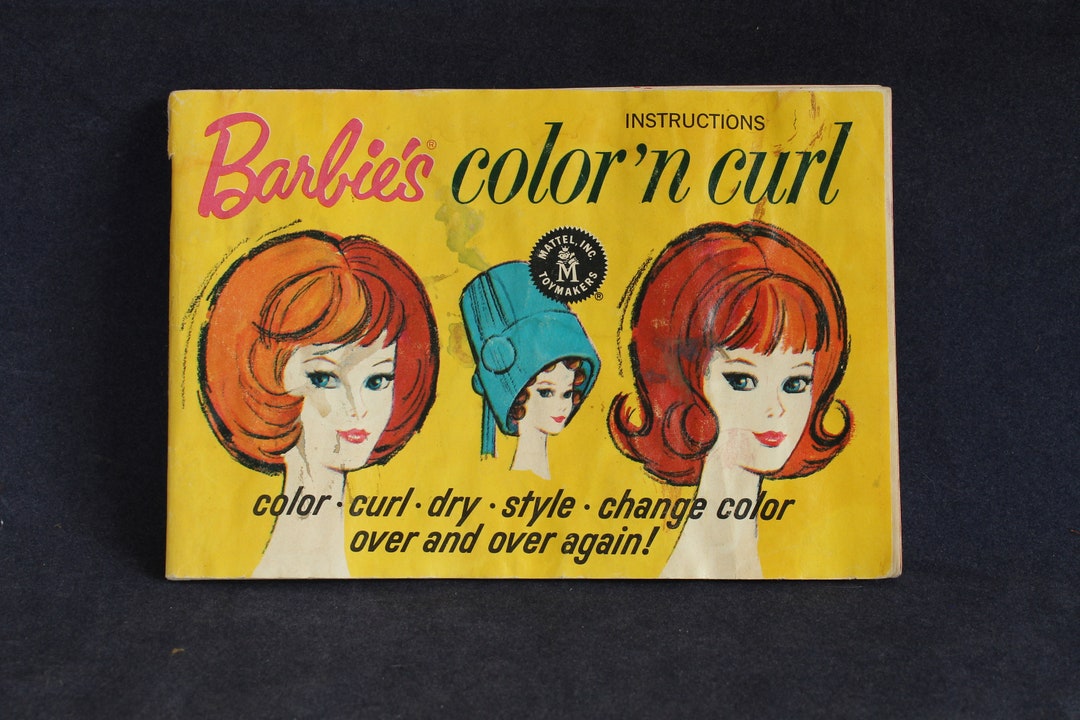 INSTRUCTIONS
Barbie's® color 'n curl
MATTEL, INC.
M
TOYMAKERS
®
color · curl · dry · style · change color
over and over again!